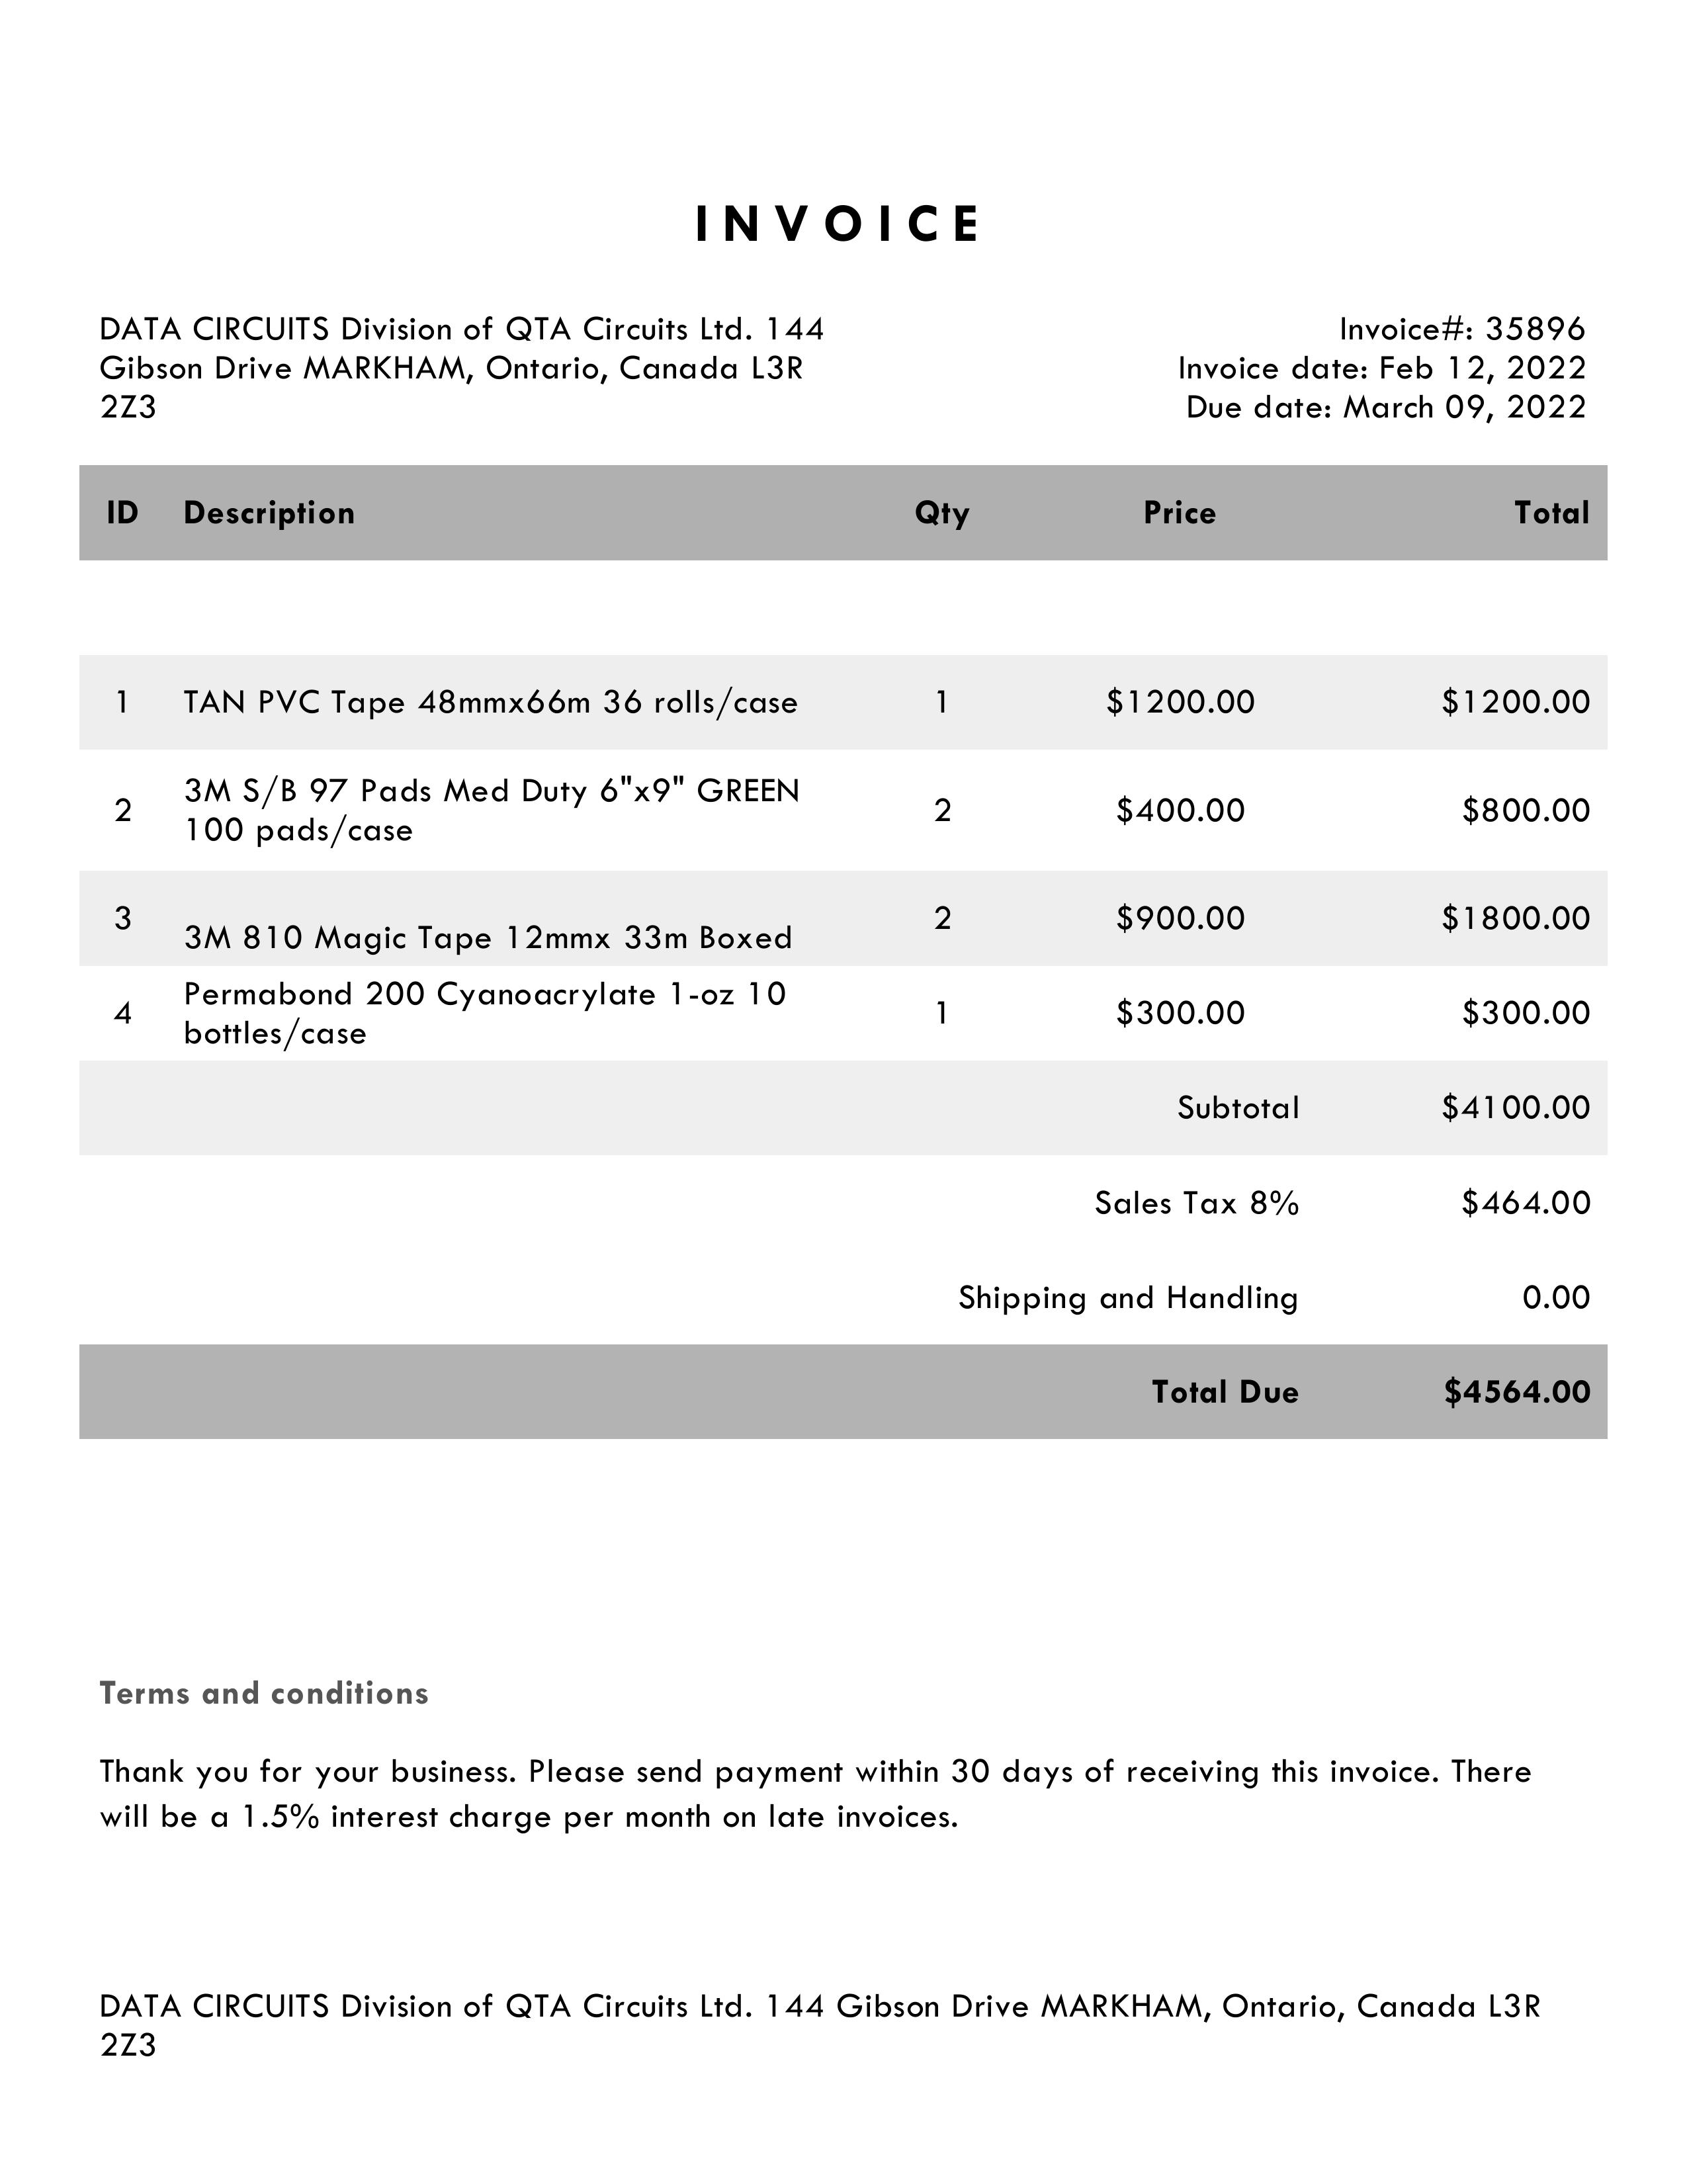 INVOICE
DATA CIRCUITS Division of QTA Circuits Ltd. 144
Gibson Drive MARKHAM, Ontario, Canada L3R
2Z3
Invoice#: 35896
Invoice date: Feb 12, 2022
Due date: March 09, 2022
ID Description Qty Price Total
1 TAN PVC Tape 48mmx66m 36 rolls/case 1 $1200.00 $1200.00
2 3M S/B 97 Pads Med Duty 6"x9" GREEN
100 pads/case 2 $400.00 $800.00
3 3M 810 Magic Tape 12mmx 33m Boxed 2 $900.00 $1800.00
4 Permabond 200 Cyanoacrylate 1-oz 10
bottles/case 1 $300.00 $300.00
Subtotal $4100.00
Sales Tax 8% $464.00
Shipping and Handling 0.00
Total Due $4564.00
Terms and conditions
Thank you for your business. Please send payment within 30 days of receiving this invoice. There
will be a 1.5% interest charge per month on late invoices.
DATA CIRCUITS Division of QTA Circuits Ltd. 144 Gibson Drive MARKHAM, Ontario, Canada L3R
2Z3